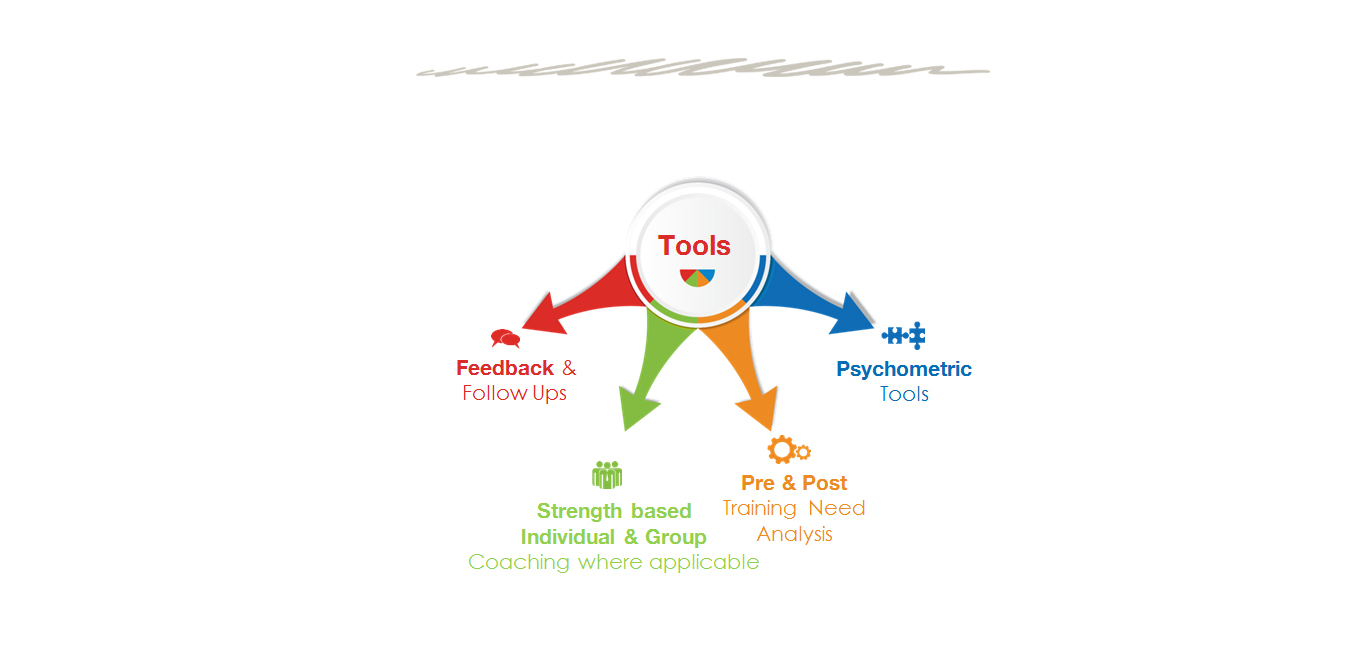 Tools
Feedback &
Follow Ups
Psychometric
Tools
Strength based
Individual & Group
Coaching where applicable
Pre & Post
Training Need
Analysis